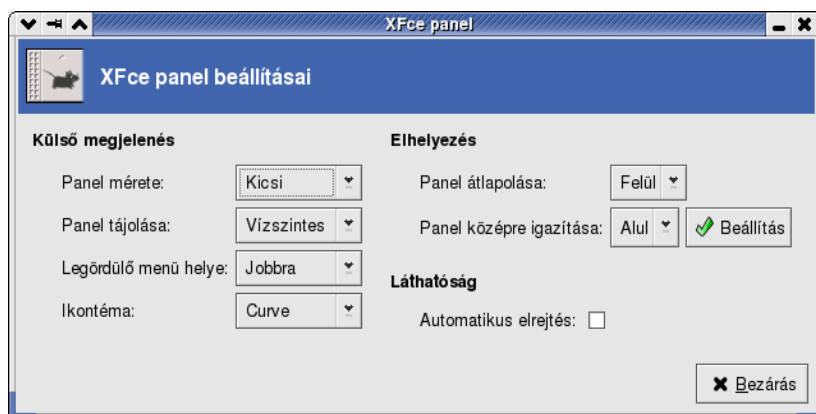 XFce panel
XFce panel beállításai
Külső megjelenés
Panel mérete: Kicsi
Panel tájolása: Vízszintes
Legördülő menü helye: Jobbra
Ikontéma: Curve
Elhelyezés
Panel átlapolása: Felül
Panel középre igazítása: Alul Beállítás
Láthatóság
Automatikus elrejtés:
Bezárás